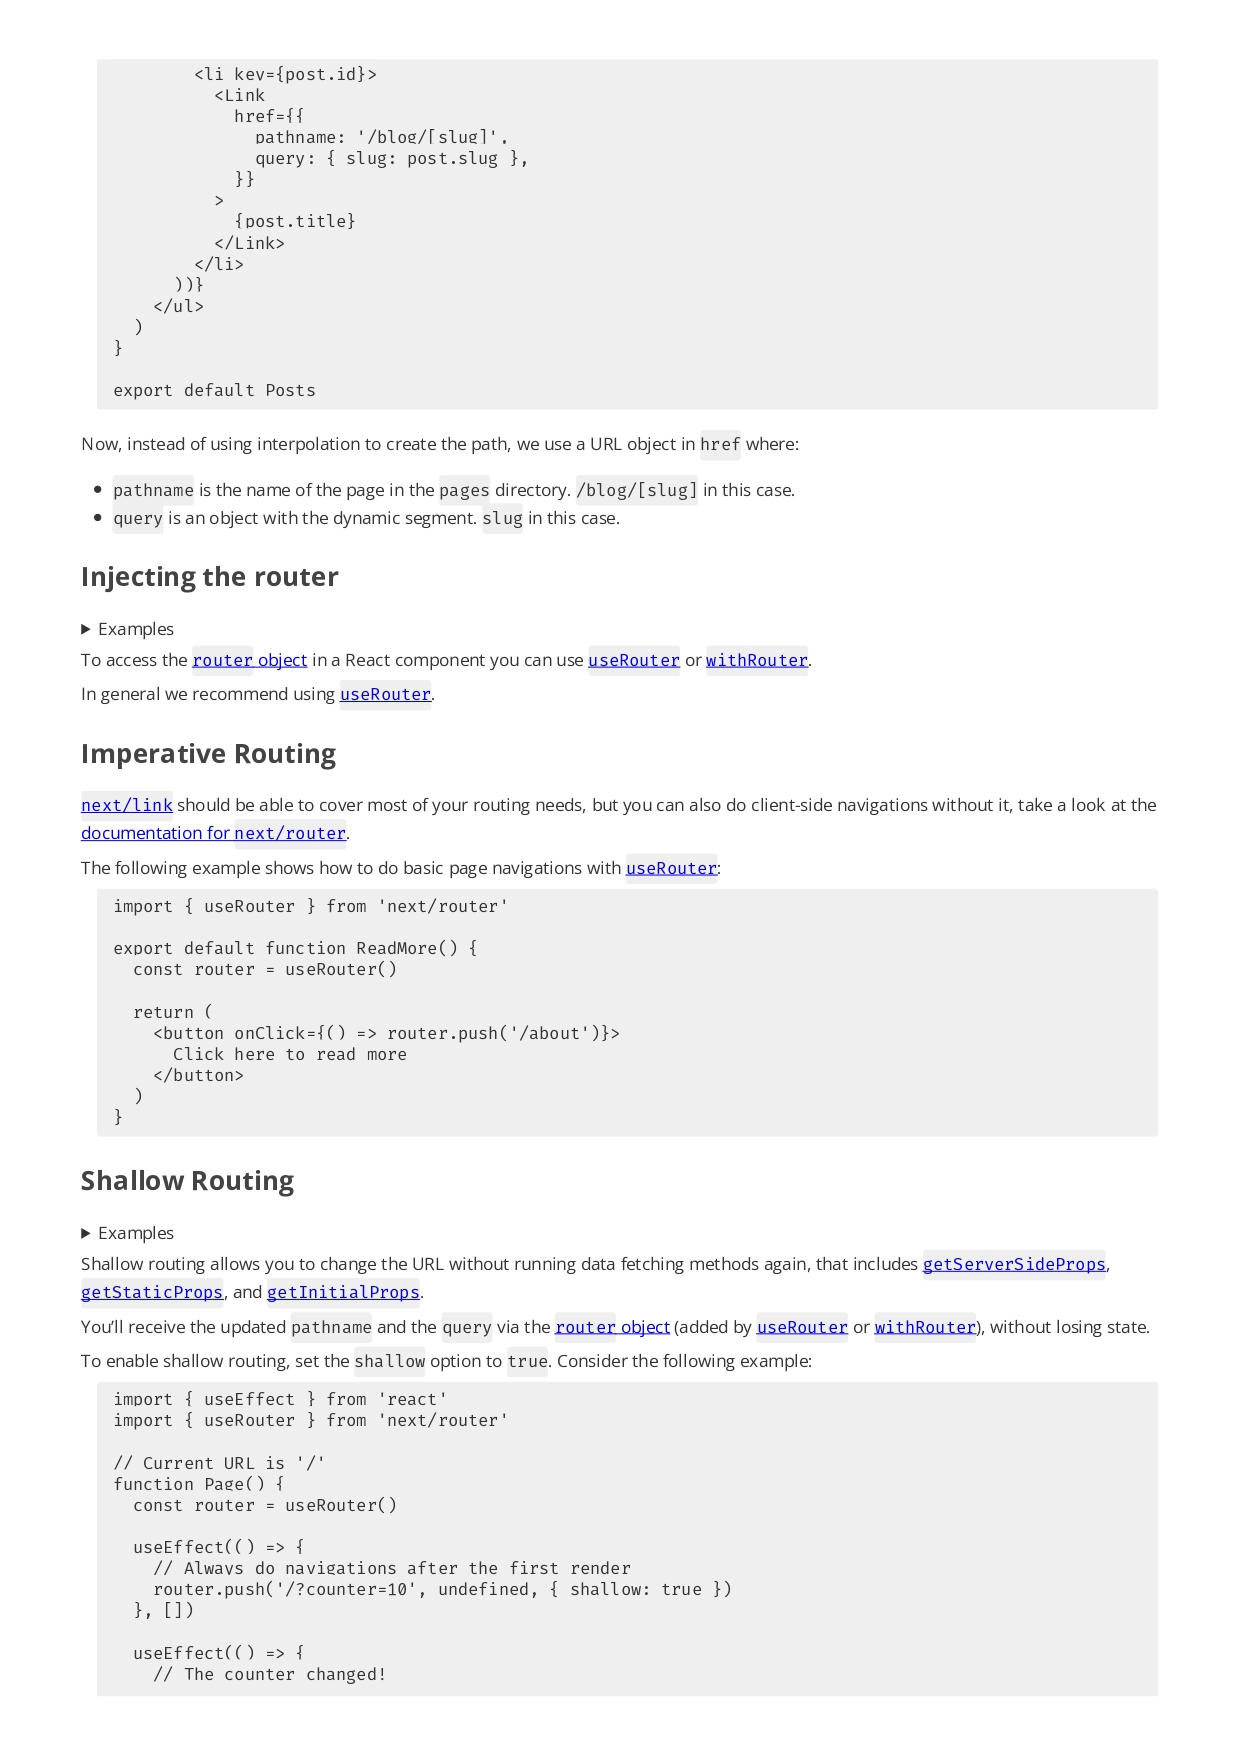 <li key={post.id}>
          <Link
            href={{
              pathname: '/blog/[slug]',
              query: { slug: post.slug },
            }}
          >
            {post.title}
          </Link>
        </li>
      ))}
    </ul>
  )
}

export default Posts
Now, instead of using interpolation to create the path, we use a URL object in href where:
• pathname is the name of the page in the pages directory. /blog/[slug] in this case.
• query is an object with the dynamic segment. slug in this case.
Injecting the router
▶ Examples
To access the router object in a React component you can use useRouter or withRouter.
In general we recommend using useRouter.
Imperative Routing
next/link should be able to cover most of your routing needs, but you can also do client-side navigations without it, take a look at the
documentation for next/router.
The following example shows how to do basic page navigations with useRouter:
import { useRouter } from 'next/router'

export default function ReadMore() {
  const router = useRouter()

  return (
    <button onClick={() => router.push('/about')}>
      Click here to read more
    </button>
  )
}
Shallow Routing
▶ Examples
Shallow routing allows you to change the URL without running data fetching methods again, that includes getServerSideProps,
getStaticProps, and getInitialProps.
You’ll receive the updated pathname and the query via the router object (added by useRouter or withRouter), without losing state.
To enable shallow routing, set the shallow option to true. Consider the following example:
import { useEffect } from 'react'
import { useRouter } from 'next/router'

// Current URL is '/'
function Page() {
  const router = useRouter()

  useEffect(() => {
    // Always do navigations after the first render
    router.push('/?counter=10', undefined, { shallow: true })
  }, [])

  useEffect(() => {
    // The counter changed!